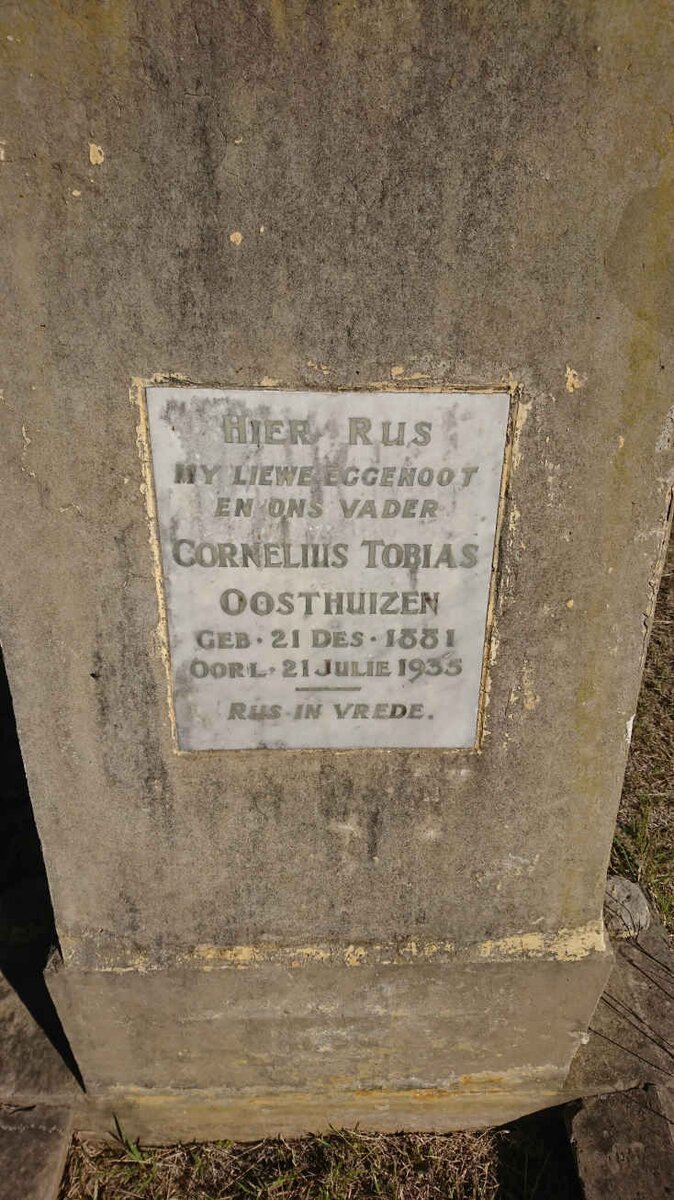 HIER RUS
MY LIEWE EGGENOOT
EN ONS VADER
CORNELIUS TOBIAS
OOSTHUIZEN
GEB · 21 DES · 1881
OORL · 21 JULIE 1935
RUS IN VREDE.